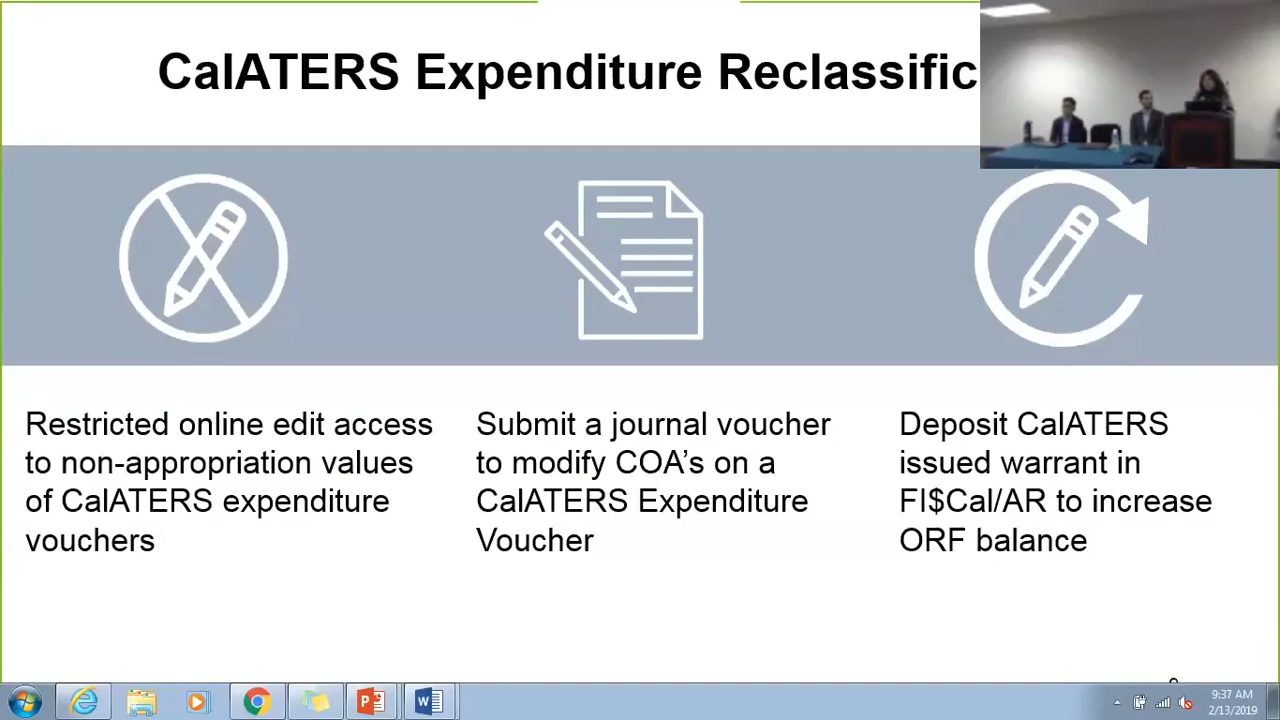 CalATERS Expenditure Reclassific
Restricted online edit access
to non-appropriation values
of CalATERS expenditure
vouchers
Submit a journal voucher
to modify COA’s on a
CalATERS Expenditure
Voucher
Deposit CalATERS
issued warrant in
FI$Cal/AR to increase
ORF balance
9:37 AM
2/13/2019